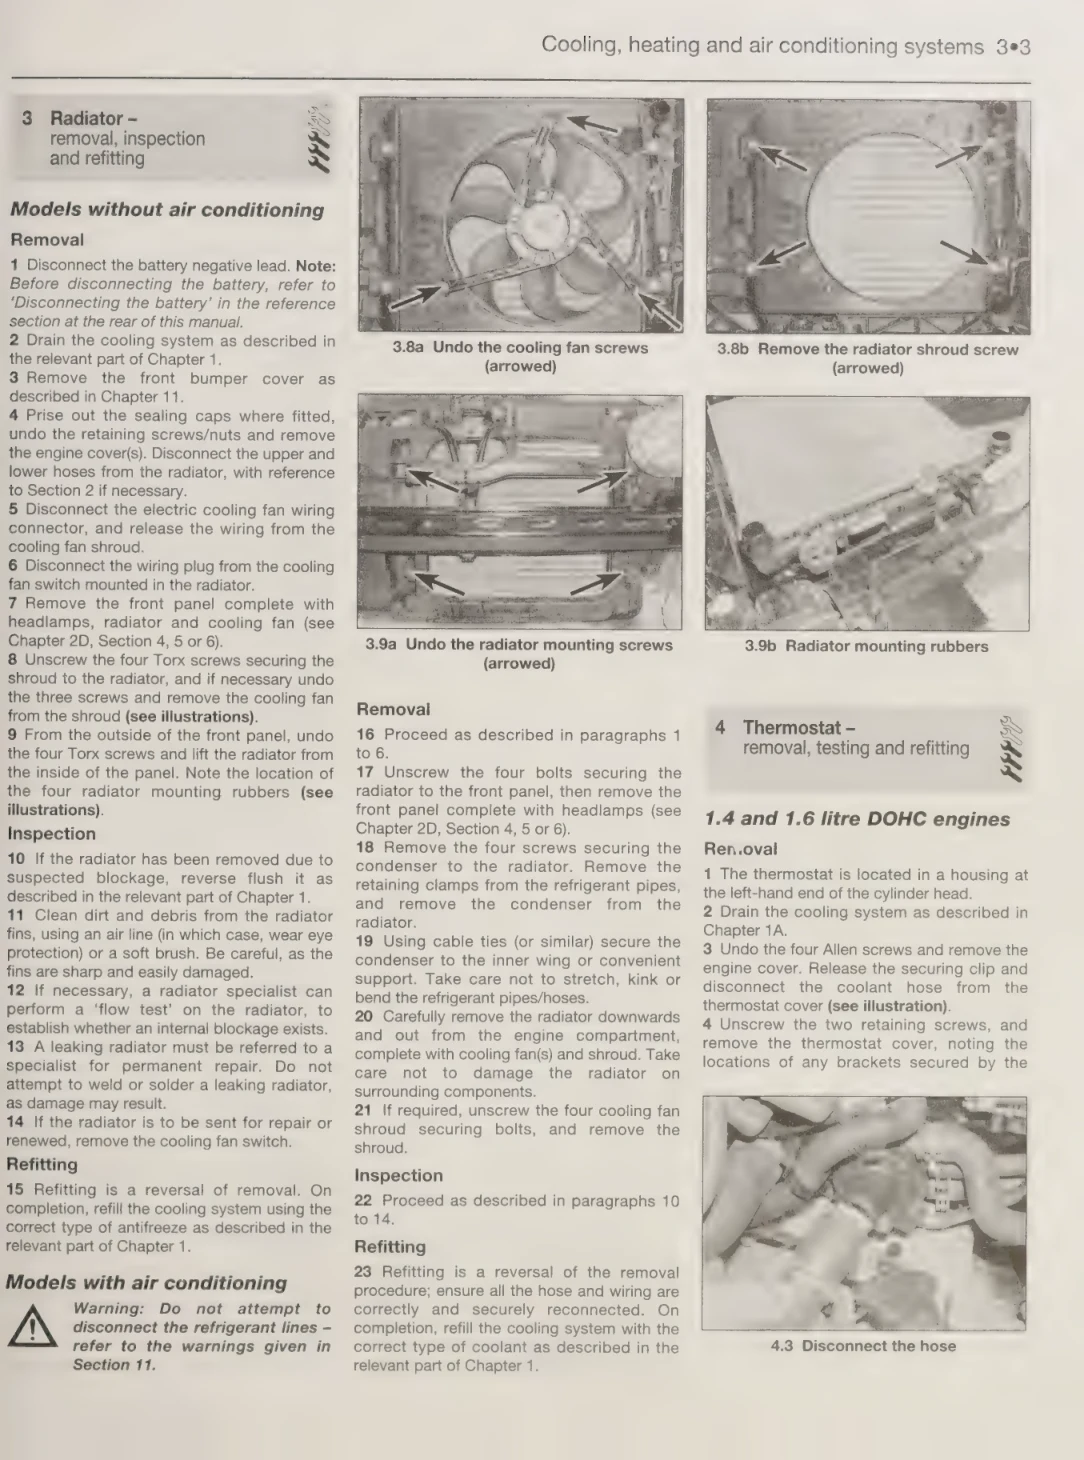 Cooling, heating and air conditioning systems 3•3
3 Radiator –
removal, inspection
and refitting
Models without air conditioning
Removal
1 Disconnect the battery negative lead. Note:
Before disconnecting the battery, refer to
'Disconnecting the battery' in the reference
section at the rear of this manual.
2 Drain the cooling system as described in
the relevant part of Chapter 1.
3 Remove the front bumper cover as
described in Chapter 11.
4 Prise out the sealing caps where fitted,
undo the retaining screws/nuts and remove
the engine cover(s). Disconnect the upper and
lower hoses from the radiator, with reference
to Section 2 if necessary.
5 Disconnect the electric cooling fan wiring
connector, and release the wiring from the
cooling fan shroud.
6 Disconnect the wiring plug from the cooling
fan switch mounted in the radiator.
7 Remove the front panel complete with
headlamps, radiator and cooling fan (see
Chapter 2D, Section 4, 5 or 6).
8 Unscrew the four Torx screws securing the
shroud to the radiator, and if necessary undo
the three screws and remove the cooling fan
from the shroud (see illustrations).
9 From the outside of the front panel, undo
the four Torx screws and lift the radiator from
the inside of the panel. Note the location of
the four radiator mounting rubbers (see
illustrations).
Inspection
10 If the radiator has been removed due to
suspected blockage, reverse flush it as
described in the relevant part of Chapter 1.
11 Clean dirt and debris from the radiator
fins, using an air line (in which case, wear eye
protection) or a soft brush. Be careful, as the
fins are sharp and easily damaged.
12 If necessary, a radiator specialist can
perform a 'flow test' on the radiator, to
establish whether an internal blockage exists.
13 A leaking radiator must be referred to a
specialist for permanent repair. Do not
attempt to weld or solder a leaking radiator,
as damage may result.
14 If the radiator is to be sent for repair or
renewed, remove the cooling fan switch.
Refitting
15 Refitting is a reversal of removal. On
completion, refill the cooling system using the
correct type of antifreeze as described in the
relevant part of Chapter 1.
Models with air conditioning
Warning: Do not attempt to
disconnect the refrigerant lines –
refer to the warnings given in
Section 11.
3.8a Undo the cooling fan screws
(arrowed)
3.8b Remove the radiator shroud screw
(arrowed)
3.9a Undo the radiator mounting screws
(arrowed)
3.9b Radiator mounting rubbers
Removal
16 Proceed as described in paragraphs 1
to 6.
17 Unscrew the four bolts securing the
radiator to the front panel, then remove the
front panel complete with headlamps (see
Chapter 2D, Section 4, 5 or 6).
18 Remove the four screws securing the
condenser to the radiator. Remove the
retaining clamps from the refrigerant pipes,
and remove the condenser from the
radiator.
19 Using cable ties (or similar) secure the
condenser to the inner wing or convenient
support. Take care not to stretch, kink or
bend the refrigerant pipes/hoses.
20 Carefully remove the radiator downwards
and out from the engine compartment,
complete with cooling fan(s) and shroud. Take
care not to damage the radiator on
surrounding components.
21 If required, unscrew the four cooling fan
shroud securing bolts, and remove the
shroud.
Inspection
22 Proceed as described in paragraphs 10
to 14.
Refitting
23 Refitting is a reversal of the removal
procedure; ensure all the hose and wiring are
correctly and securely reconnected. On
completion, refill the cooling system with the
correct type of coolant as described in the
relevant part of Chapter 1.
4 Thermostat –
removal, testing and refitting
1.4 and 1.6 litre DOHC engines
Removal
1 The thermostat is located in a housing at
the left-hand end of the cylinder head.
2 Drain the cooling system as described in
Chapter 1A.
3 Undo the four Allen screws and remove the
engine cover. Release the securing clip and
disconnect the coolant hose from the
thermostat cover (see illustration).
4 Unscrew the two retaining screws, and
remove the thermostat cover, noting the
locations of any brackets secured by the
4.3 Disconnect the hose